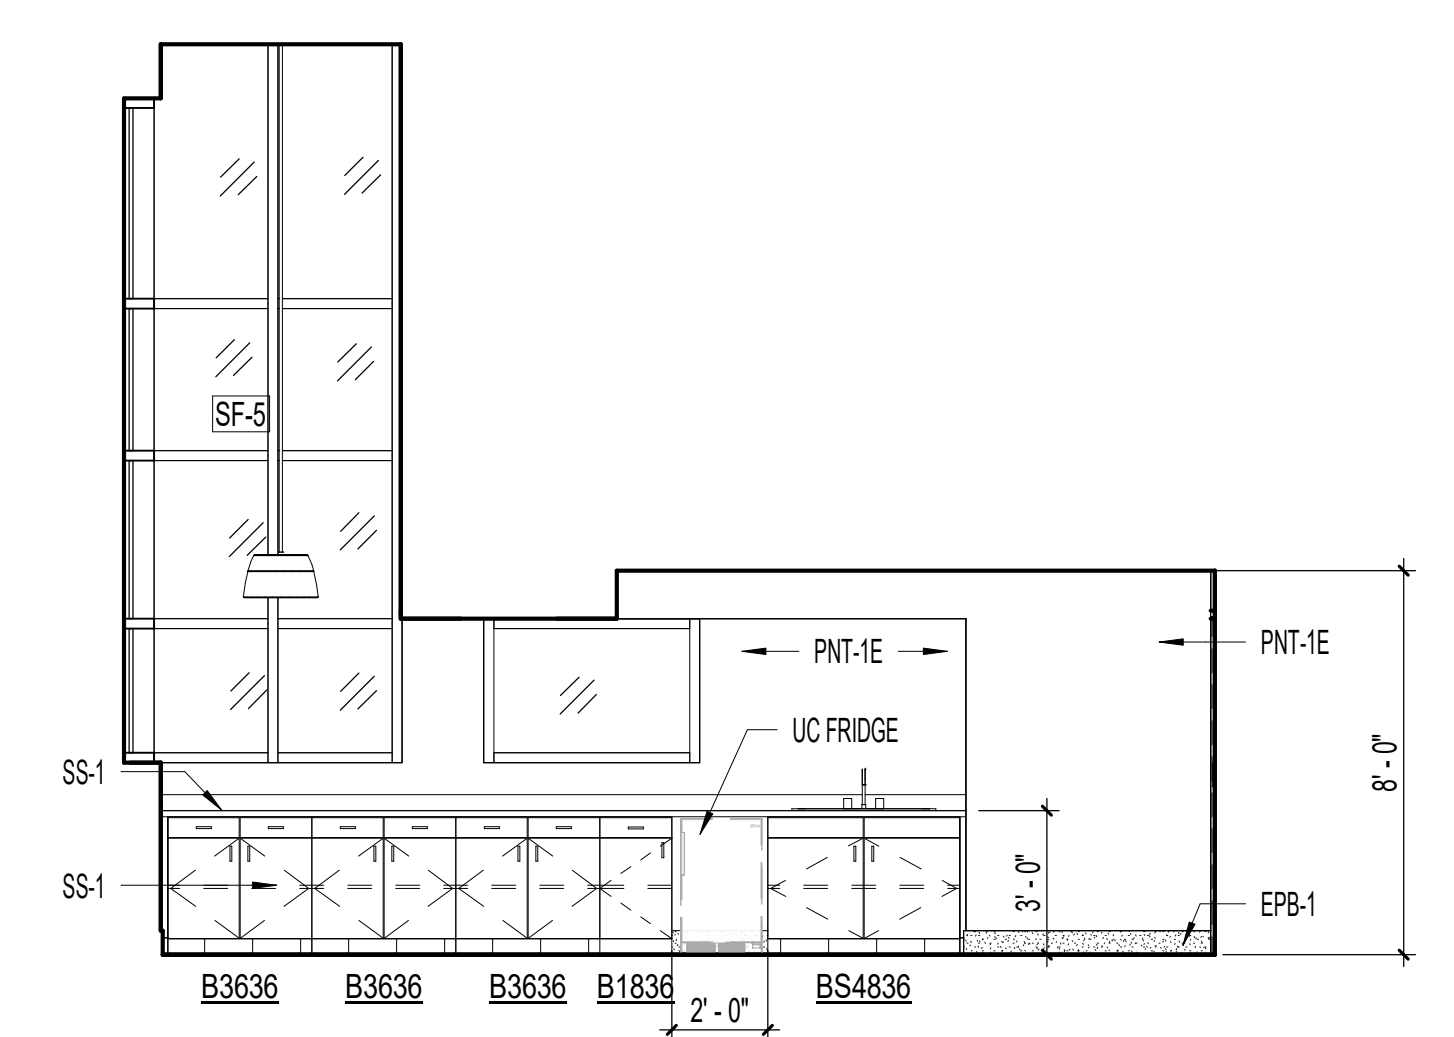 SF-5
PNT-1E
PNT-1E
UC FRIDGE
SS-1
8' - 0"
3' - 0"
SS-1
EPB-1
B3636
B3636
B3636
B1836
BS4836
2' - 0"